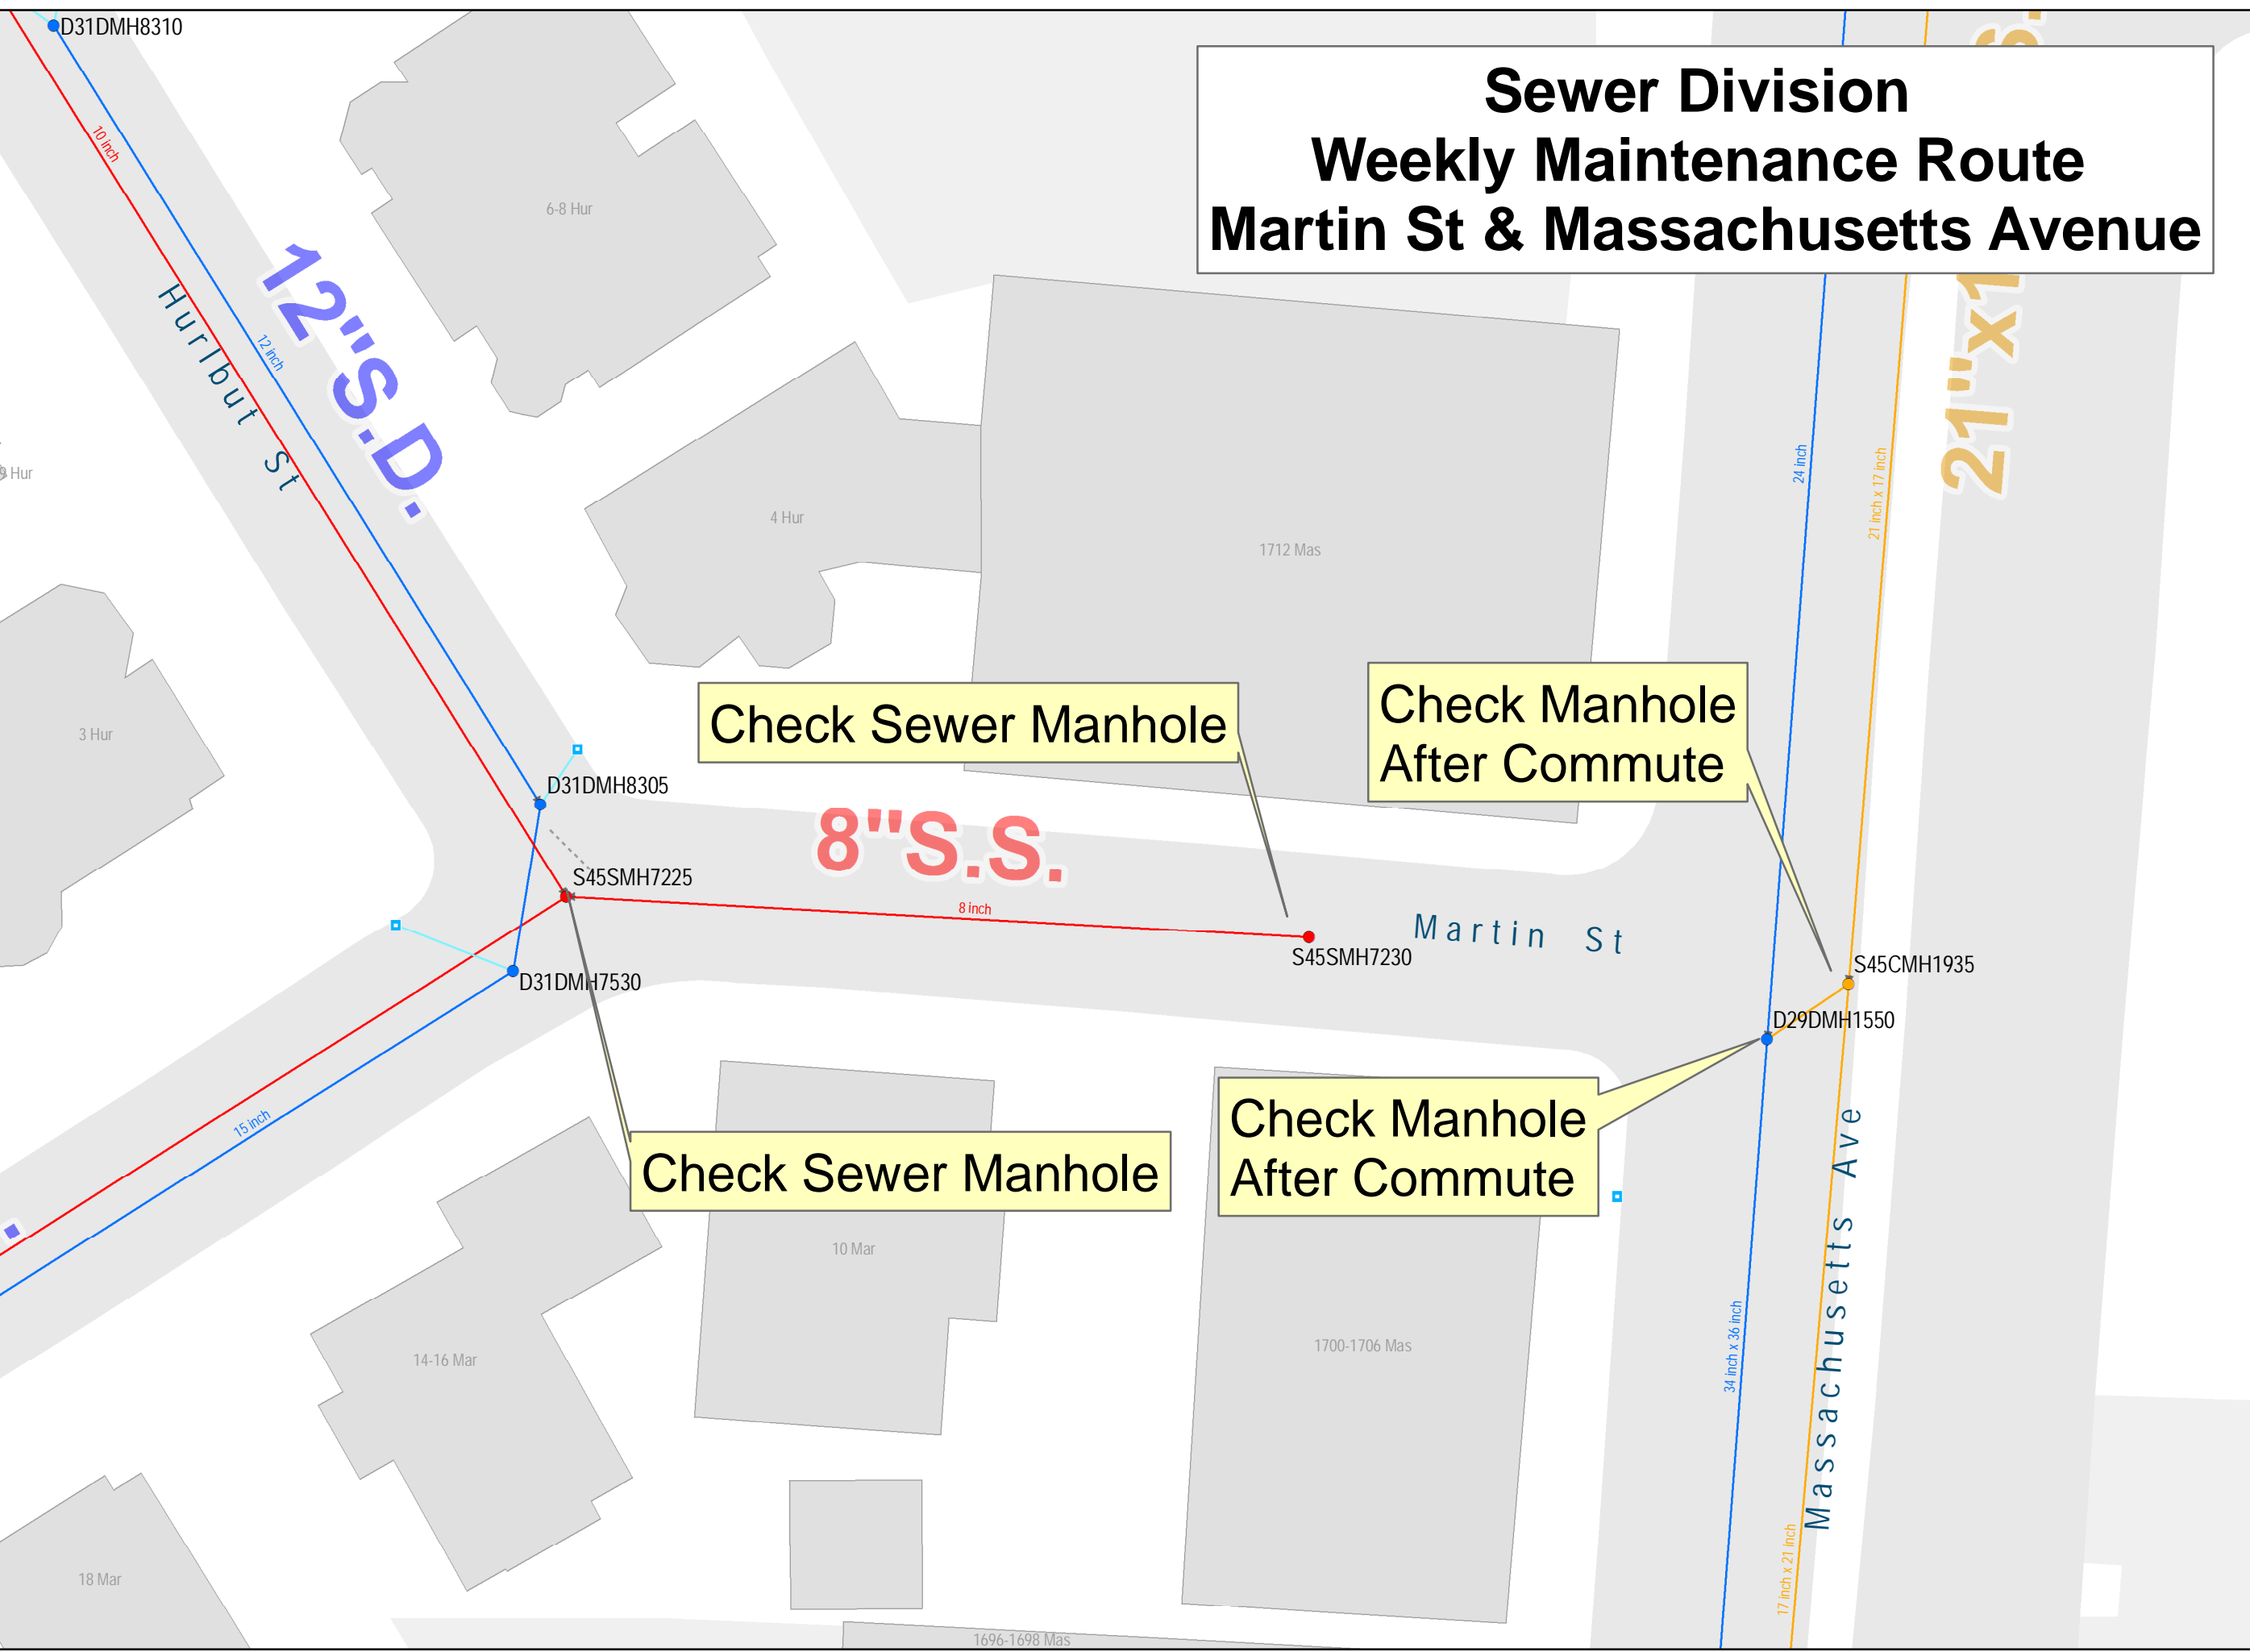 D31DMH8310
Sewer Division
Weekly Maintenance Route
Martin St & Massachusetts Avenue
10 inch
6-8 Hur
12"S.D.
Hurlbut St
12 inch
Hur
4 Hur
1712 Mas
24 inch
21 inch x 17 inch
21"x1
3 Hur
Check Sewer Manhole
Check Manhole
After Commute
D31DMH8305
8"S.S.
S45SMH7225
8 inch
Martin St
S45SMH7230
S45CMH1935
D31DMH7530
D29DMH1550
15 inch
Check Sewer Manhole
Check Manhole
After Commute
10 Mar
14-16 Mar
1700-1706 Mas
34 inch x 36 inch
Massachusetts Ave
17 inch x 21 inch
18 Mar
1696-1698 Mas